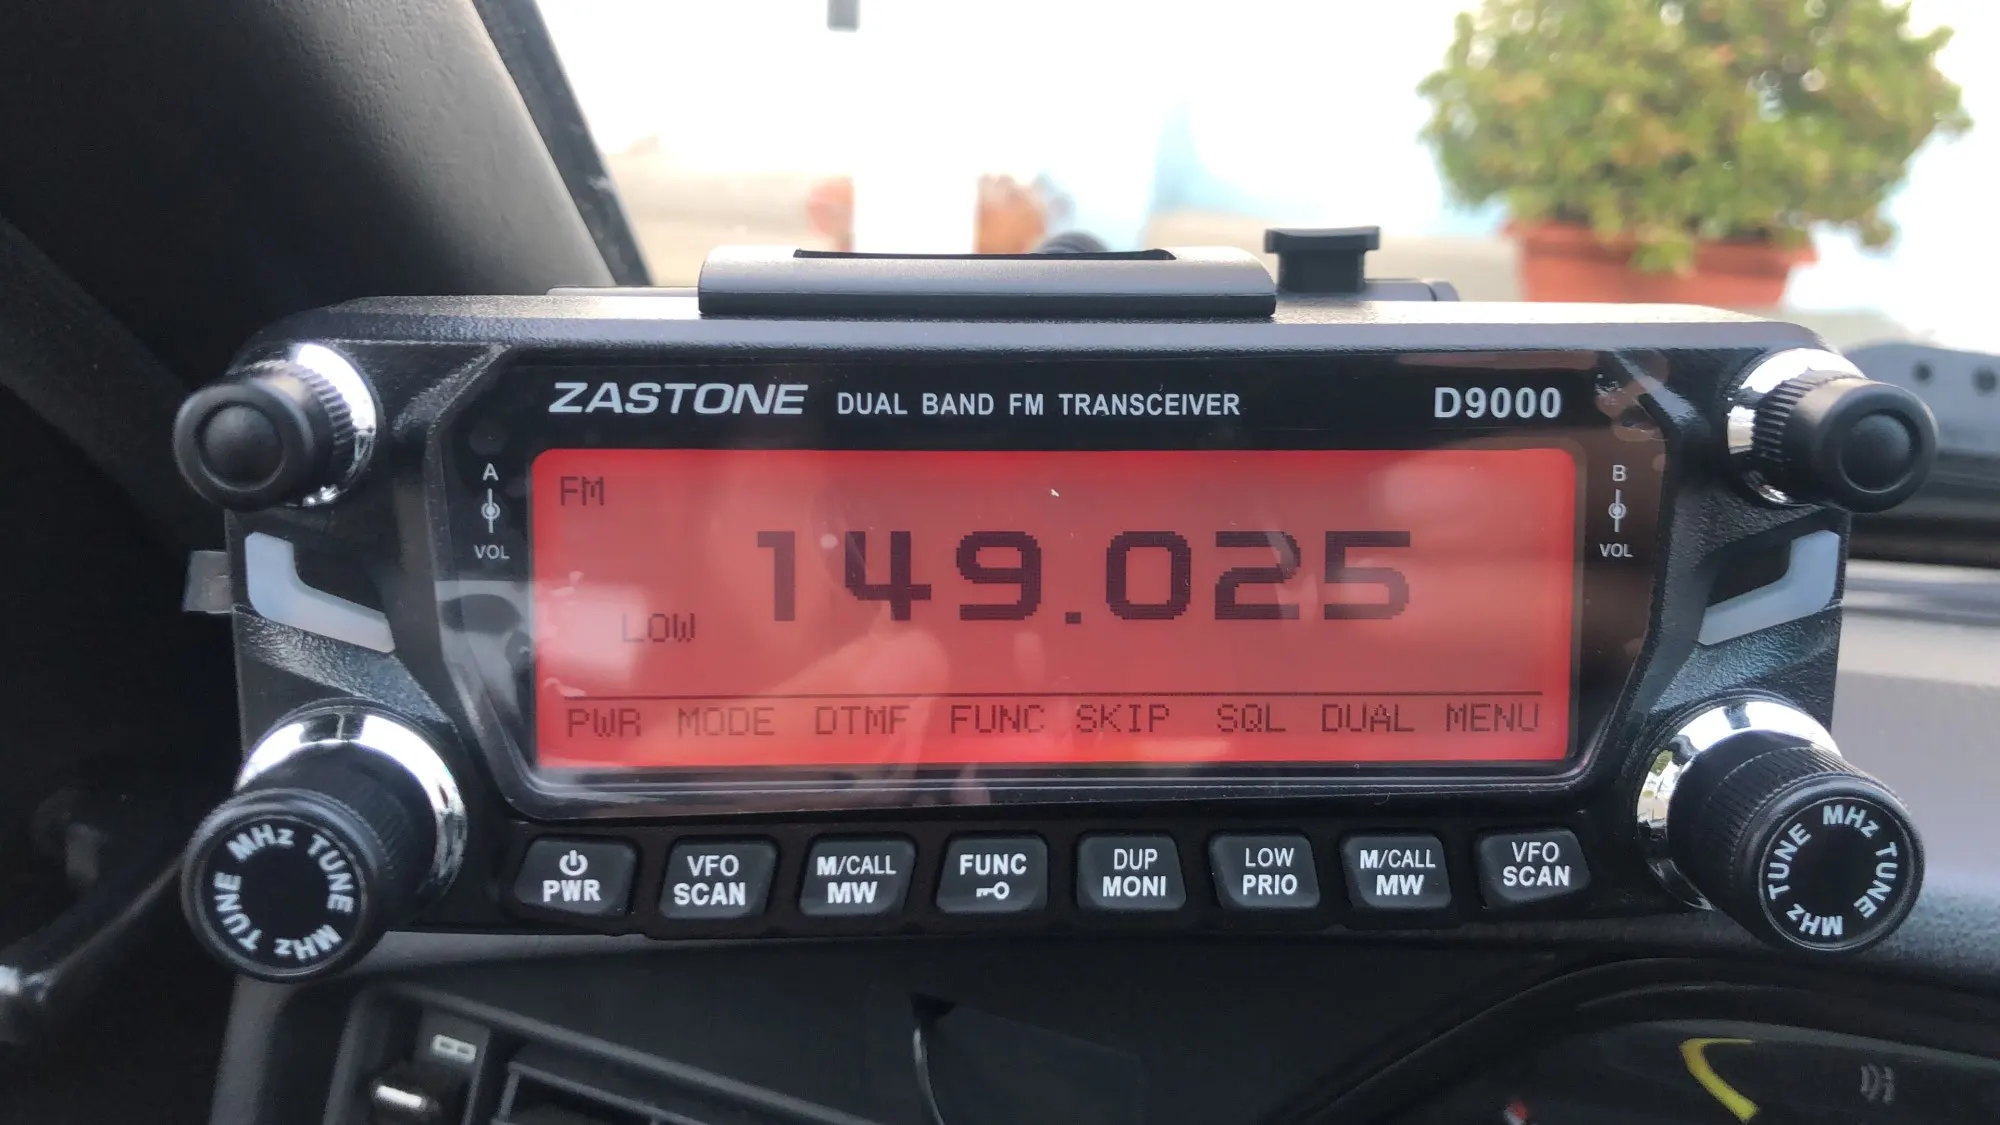 ZASTONE DUAL BAND FM TRANSCEIVER D9000
A
VOL
B
VOL
FM
149.025
LOW
PWR MODE DTMF FUNC SKIP SQL DUAL MENU
PWR
VFO
SCAN
M/CALL
MW
FUNC
DUP
MONI
LOW
PRIO
M/CALL
MW
VFO
SCAN
MHz TUNE MHz TUNE
MHz TUNE MHz TUNE